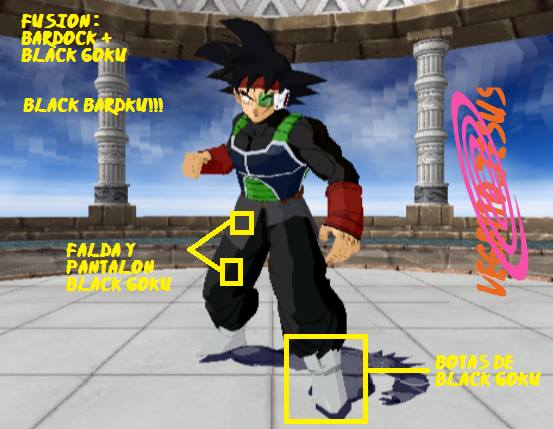 FUSION:
BARDOCK +
BLACK GOKU
BLACK BARDKU!!!
FALDA Y
PANTALON
BLACK GOKU
BOTAS DE
BLACK GOKU